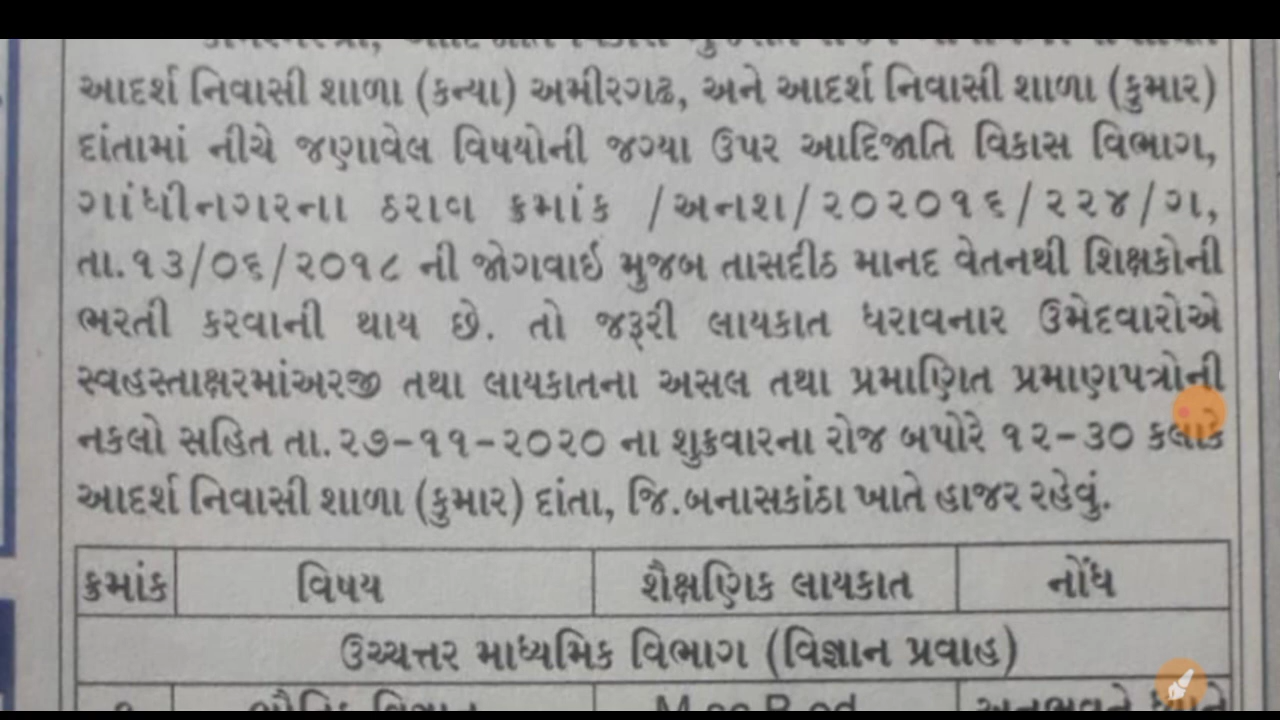 આદર્શ નિવાસી શાળા (કન્યા) અમીરગઢ, અને આદર્શ નિવાસી શાળા (કુમાર)
દાંતામાં નીચે જણાવેલ વિષયોની જગ્યા ઉપર આદિજાતિ વિકાસ વિભાગ,
ગાંધીનગરના ઠરાવ ક્રમાંક /અનશ/૨૦૨૦૧૬/૨૨૪/ગ,
તા.૧૩/૦૬/૨૦૧૮ ની જોગવાઇ મુજબ તાસદીઠ માનદ વેતનથી શિક્ષકોની
ભરતી કરવાની થાય છે. તો જરૂરી લાયકાત ધરાવનાર ઉમેદવારોએ
સ્વહસ્તાક્ષરમાંઅરજી તથા લાયકાતના અસલ તથા પ્રમાણિત પ્રમાણપત્રોની
નકલો સહિત તા.૨૭-૧૧-૨૦૨૦ ના શુક્રવારના રોજ બપોરે ૧૨-૩૦ કલાકે
આદર્શ નિવાસી શાળા (કુમાર) દાંતા, જિ.બનાસકાંઠા ખાતે હાજર રહેવું.
ક્રમાંક વિષય શૈક્ષણિક લાયકાત નોંધ
ઉચ્ચત્તર માધ્યમિક વિભાગ (વિજ્ઞાન પ્રવાહ)